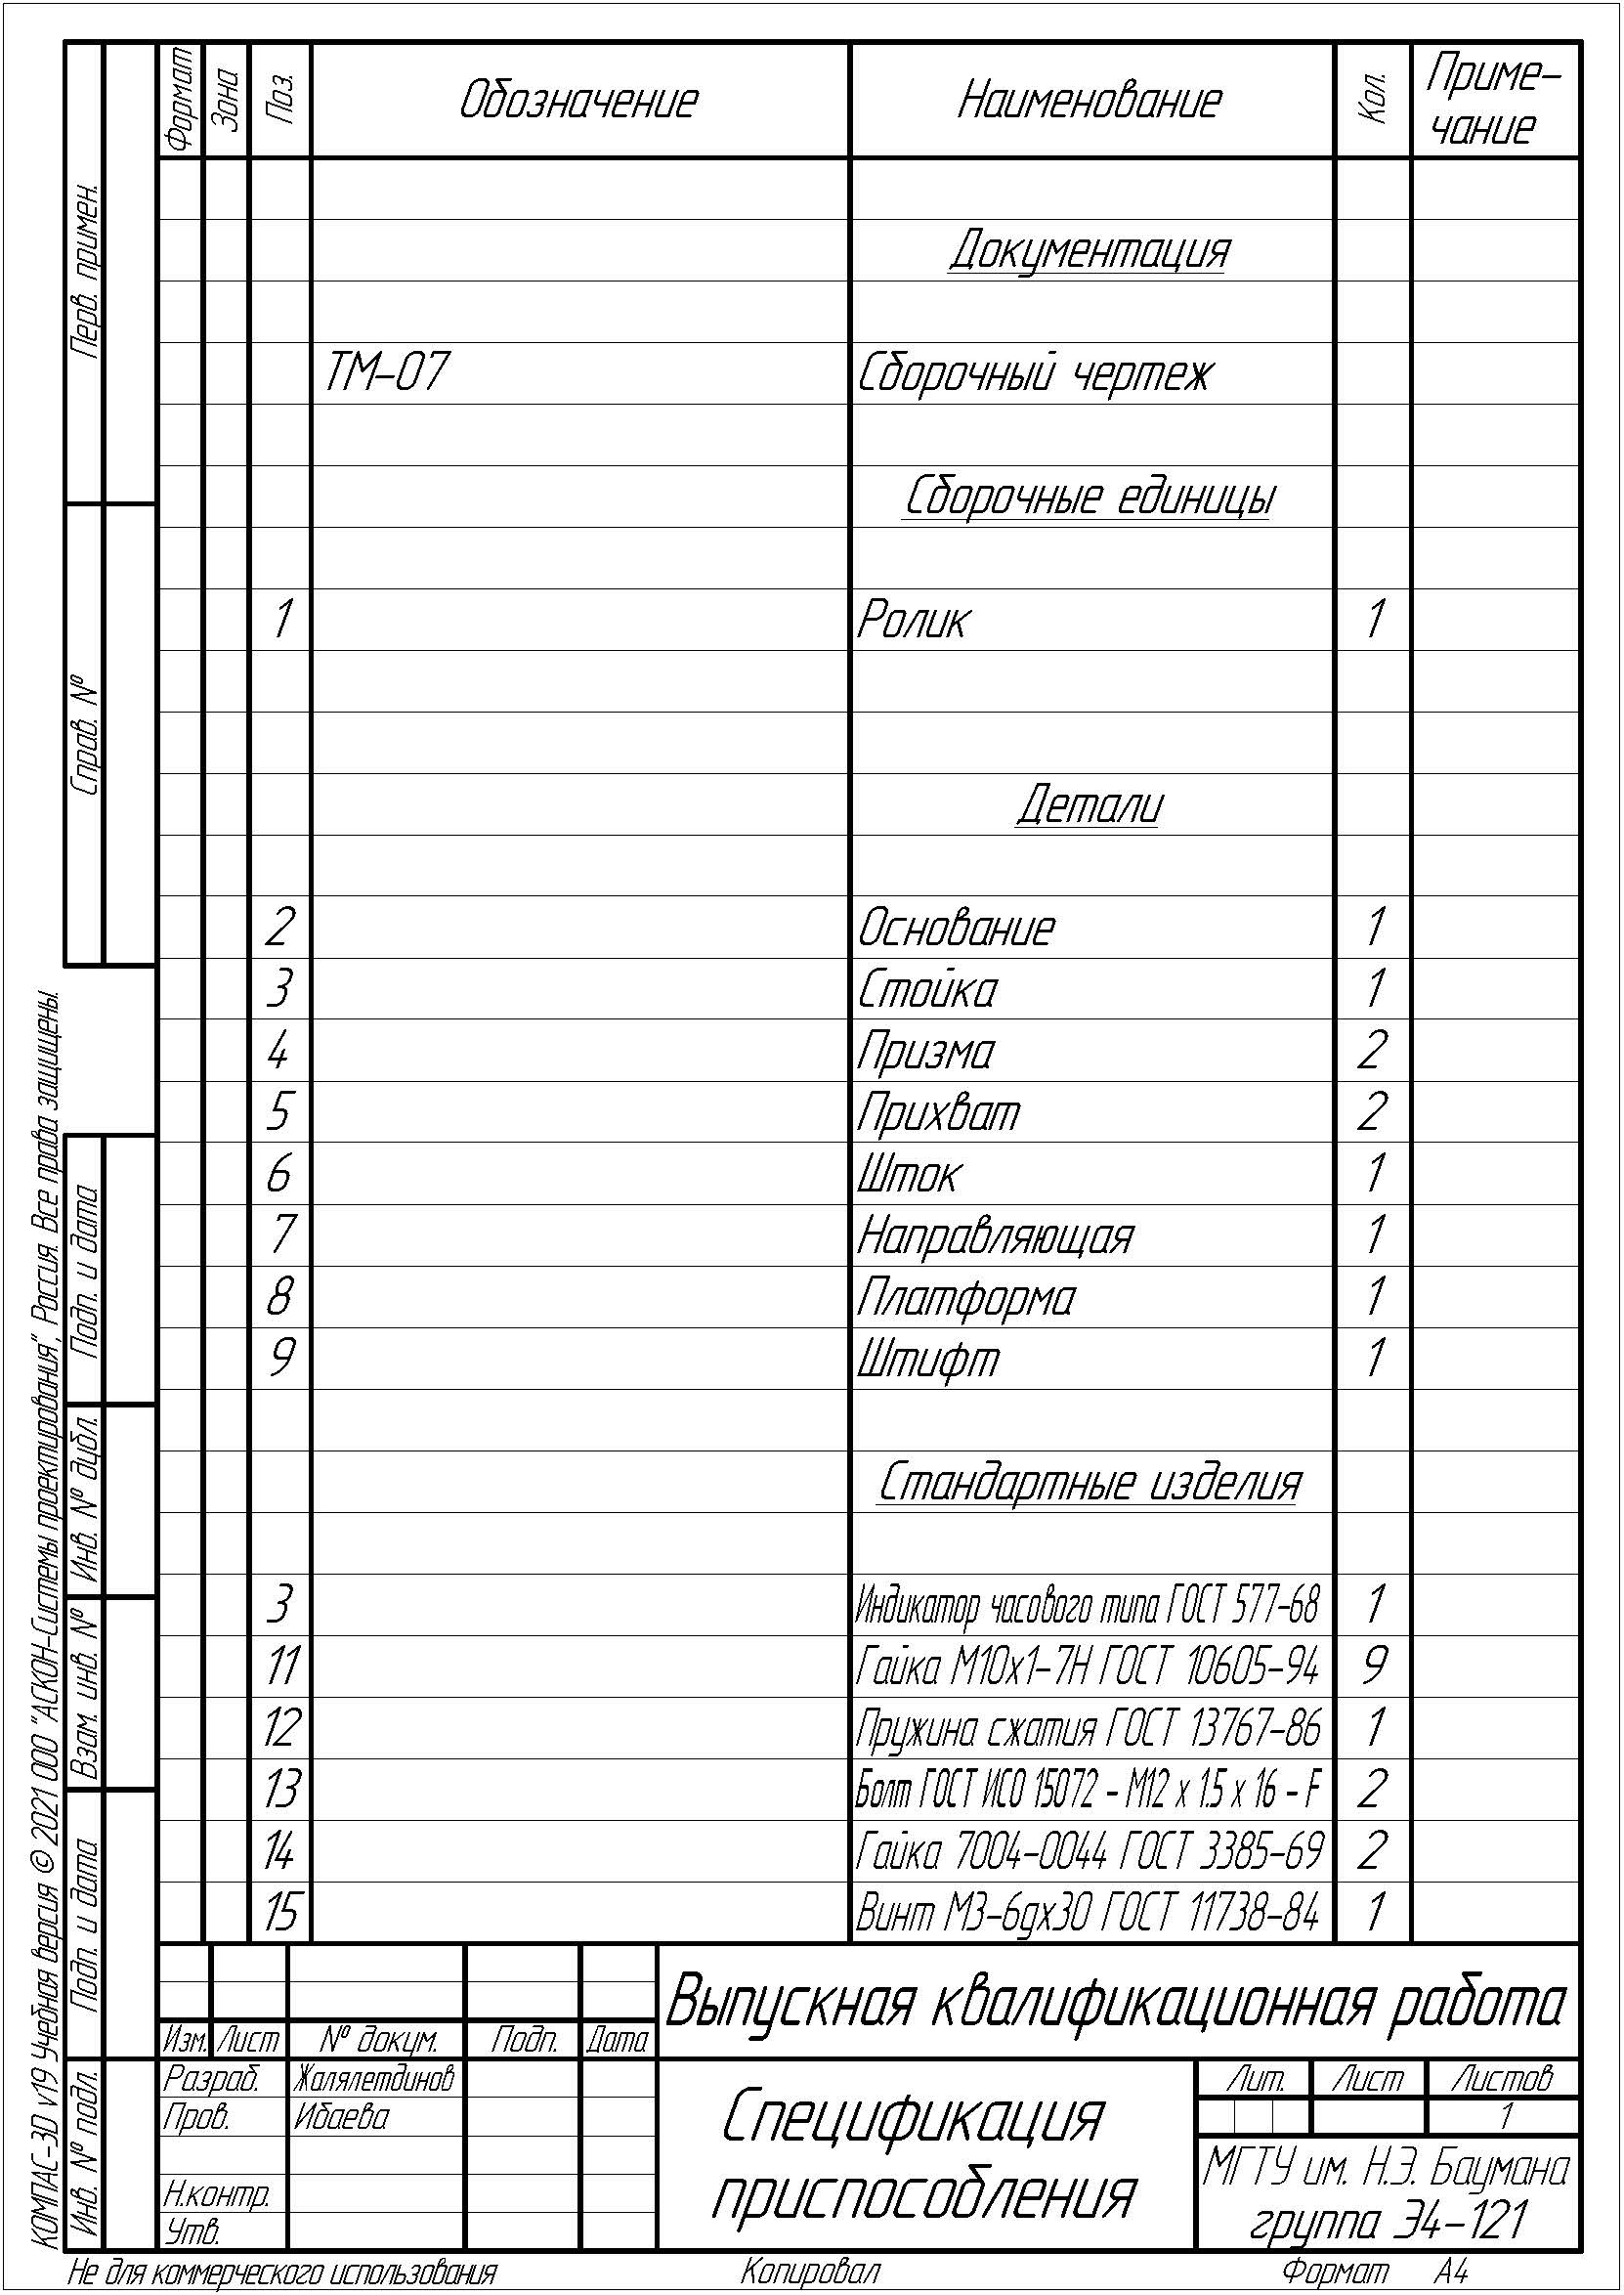 Формат Зона Поз. Обозначение Наименование Кол. Приме-
чание
Документация
ТМ-07 Сборочный чертеж
Сборочные единицы
1 Ролик 1
Детали
2 Основание 1
3 Стойка 1
4 Призма 2
5 Прихват 2
6 Шток 1
7 Направляющая 1
8 Платформа 1
9 Штифт 1
Стандартные изделия
3 Индикатор часового типа ГОСТ 577-68 1
11 Гайка М10х1-7Н ГОСТ 10605-94 9
12 Пружина сжатия ГОСТ 13767-86 1
13 Болт ГОСТ ИСО 15072 - М12 х 1.5 х 16 - F 2
14 Гайка 7004-0044 ГОСТ 3385-69 2
15 Винт М3-6gх30 ГОСТ 11738-84 1
Перв. примен.
Справ. №
Подп. и дата
Инв. № дубл.
Взам. инв. №
Подп. и дата
Инв. № подл.
КОМПАС-3D v19 Учебная версия © 2021 ООО "АСКОН-Системы проектирования", Россия. Все права защищены.
Выпускная квалификационная работа
Изм. Лист № докум. Подп. Дата
Разраб. Жалялетдинов
Пров. Ибаева
Н.контр.
Утв.
Спецификация
приспособления
Лит. Лист Листов
1
МГТУ им. Н.Э. Баумана
группа Э4-121
Не для коммерческого использования Копировал Формат А4